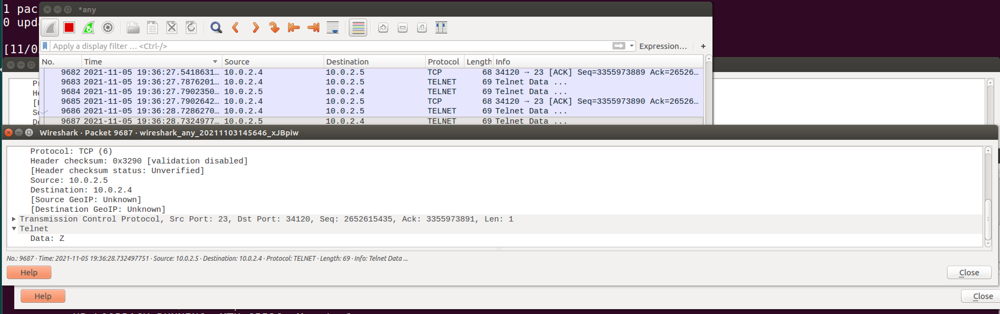 1 pac
*any
0 upd
Apply a display filter … <Ctrl-/>
Expression…
+
[11/0
No. Time Source Destination Protocol Length Info
9682 2021-11-05 19:36:27.5418631… 10.0.2.4 10.0.2.5 TCP 68 34120 → 23 [ACK] Seq=3355973889 Ack=26526…
9683 2021-11-05 19:36:27.7876201… 10.0.2.4 10.0.2.5 TELNET 69 Telnet Data ...
9684 2021-11-05 19:36:27.7902350… 10.0.2.5 10.0.2.4 TELNET 69 Telnet Data ...
9685 2021-11-05 19:36:27.7902642… 10.0.2.4 10.0.2.5 TCP 68 34120 → 23 [ACK] Seq=3355973890 Ack=26526…
9686 2021-11-05 19:36:28.7286270… 10.0.2.4 10.0.2.5 TELNET 69 Telnet Data ...
9687 2021-11-05 19:36:28.7324977… 10.0.2.5 10.0.2.4 TELNET 69 Telnet Data ...
Wireshark · Packet 9687 · wireshark_any_20211103145646_xJBpiw
Protocol: TCP (6)
Header checksum: 0x3290 [validation disabled]
[Header checksum status: Unverified]
Source: 10.0.2.5
Destination: 10.0.2.4
[Source GeoIP: Unknown]
[Destination GeoIP: Unknown]
Transmission Control Protocol, Src Port: 23, Dst Port: 34120, Seq: 2652615435, Ack: 3355973891, Len: 1
Telnet
Data: Z
No.: 9687 · Time: 2021-11-05 19:36:28.732497751 · Source: 10.0.2.5 · Destination: 10.0.2.4 · Protocol: TELNET · Length: 69 · Info: Telnet Data ...
Help
Close
Help
Close